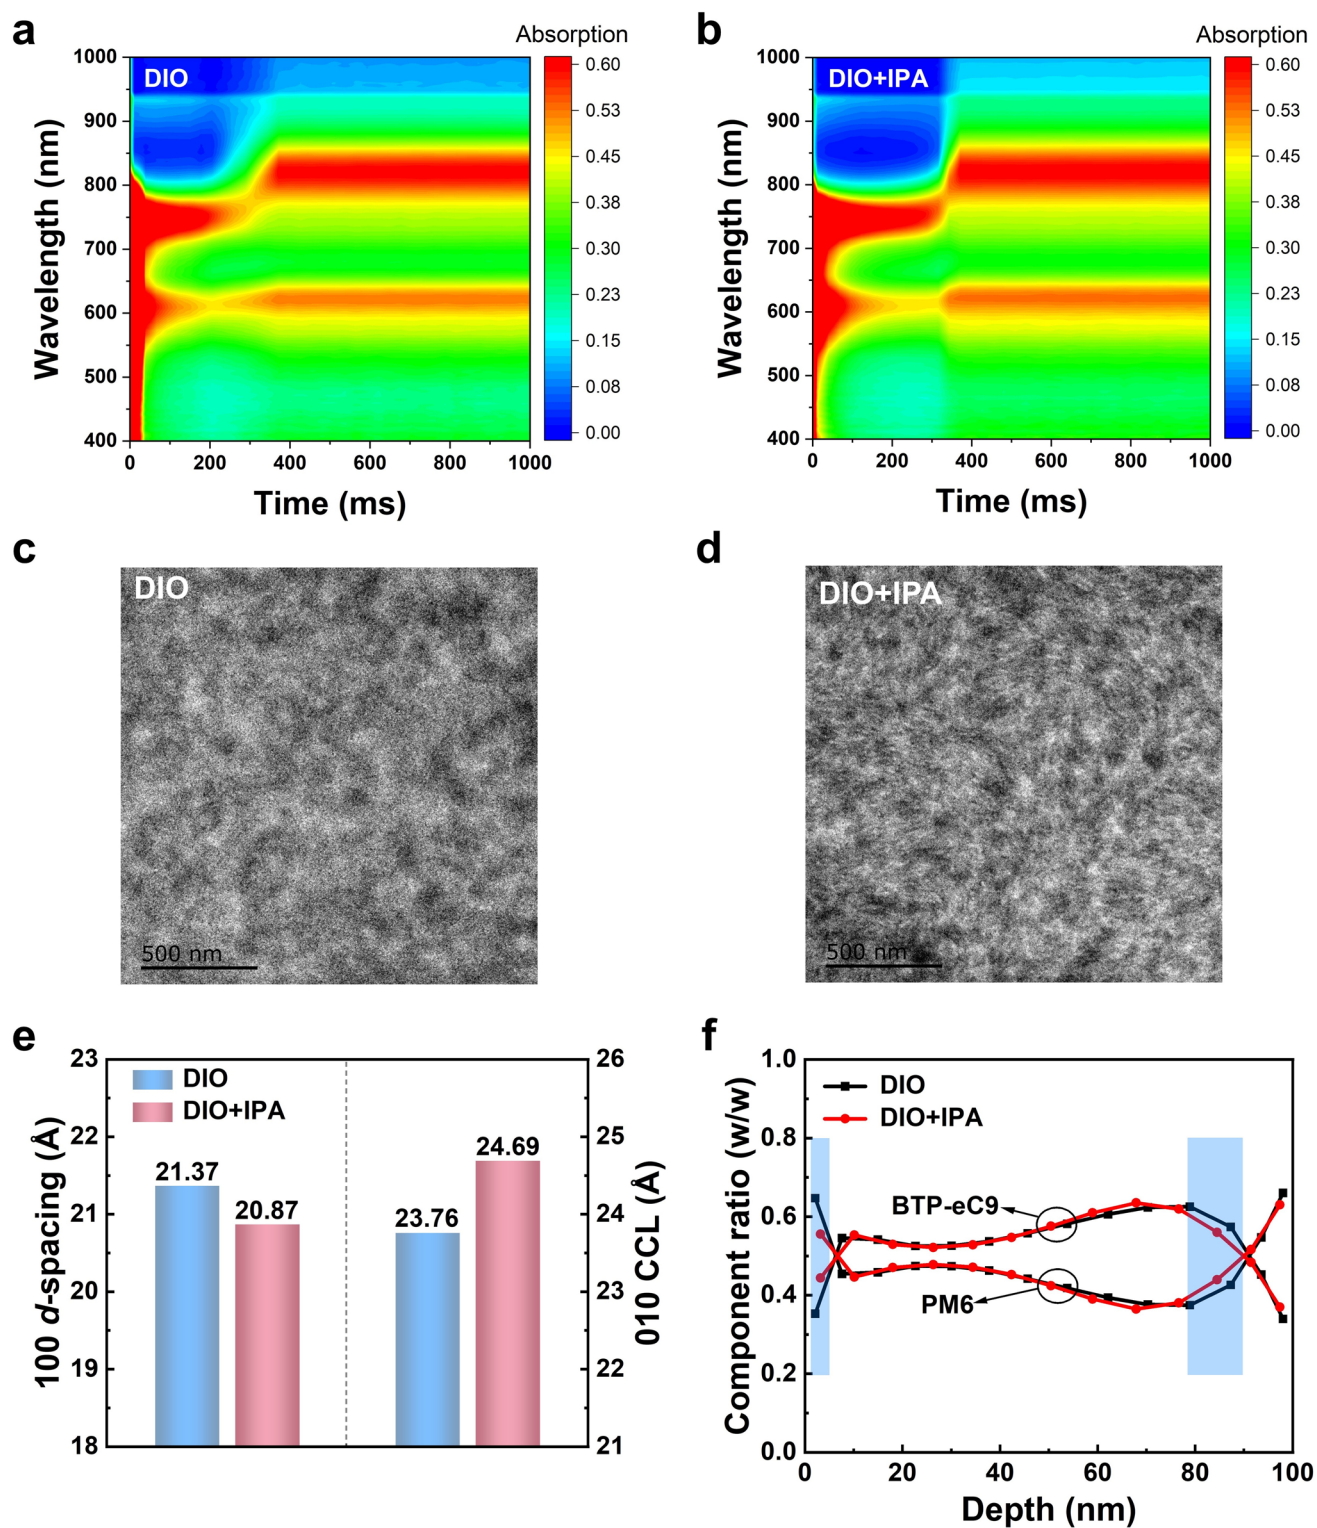 a
Absorption
DIO
1000
900
800
700
600
500
400
Wavelength (nm)
0 200 400 600 800 1000
Time (ms)
0.60
0.53
0.45
0.38
0.30
0.23
0.15
0.08
0.00
b
Absorption
DIO+IPA
1000
900
800
700
600
500
400
Wavelength (nm)
0 200 400 600 800 1000
Time (ms)
0.60
0.53
0.45
0.38
0.30
0.23
0.15
0.08
0.00
c
DIO
500 nm
d
DIO+IPA
500 nm
e
23
22
21
20
19
18
100 d-spacing (Å)
DIO
DIO+IPA
21.37
20.87
23.76
24.69
26
25
24
23
22
21
010 CCL (Å)
f
1.0
0.8
0.6
0.4
0.2
0.0
Component ratio (w/w)
DIO
DIO+IPA
BTP-eC9
PM6
0 20 40 60 80 100
Depth (nm)